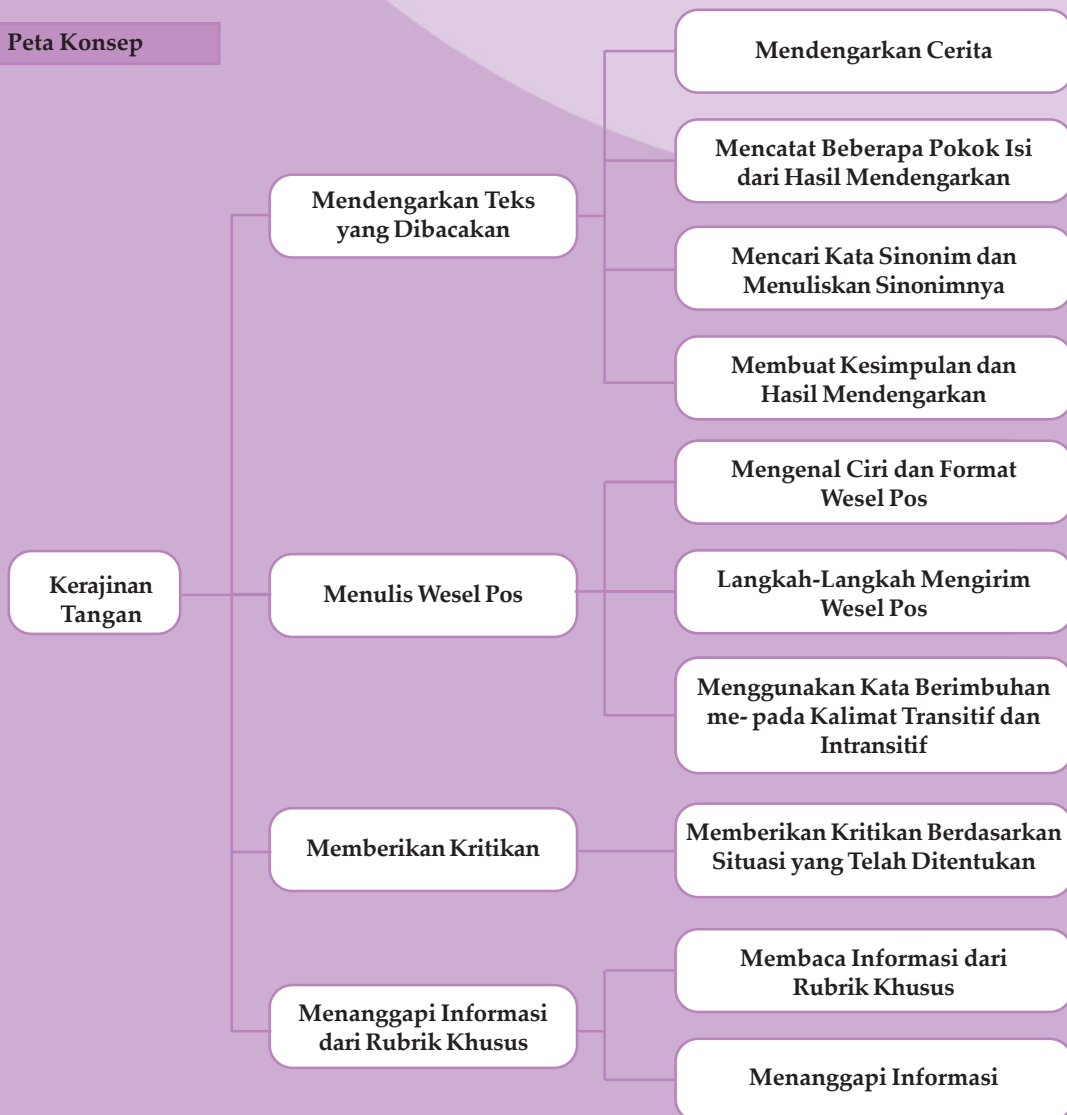 Peta Konsep
Kerajinan
Tangan
Mendengarkan Teks
yang Dibacakan
Mendengarkan Cerita
Mencatat Beberapa Pokok Isi
dari Hasil Mendengarkan
Mencari Kata Sinonim dan
Menuliskan Sinonimnya
Membuat Kesimpulan dan
Hasil Mendengarkan
Menulis Wesel Pos
Mengenal Ciri dan Format
Wesel Pos
Langkah-Langkah Mengirim
Wesel Pos
Menggunakan Kata Berimbuhan
me- pada Kalimat Transitif dan
Intransitif
Memberikan Kritikan
Memberikan Kritikan Berdasarkan
Situasi yang Telah Ditentukan
Menanggapi Informasi
dari Rubrik Khusus
Membaca Informasi dari
Rubrik Khusus
Menanggapi Informasi